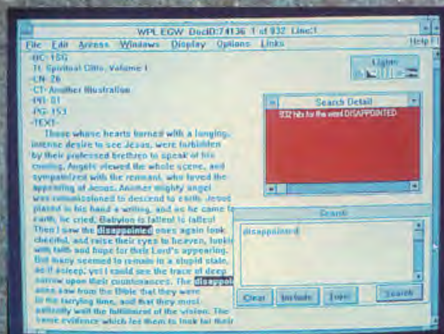 WPL EGW DocID:74136 1 of 932 Line:1
File Edit Access Windows Display Options Links Help
-BC- 1SG
-TI- Spiritual Gifts, Volume 1
-CN- 26
-CT- Another Illustration
-PR- 01
-PG- 153
-TEXT-
Those whose hearts burned with a longing,
intense desire to see Jesus, were forbidden
by their professed brethren to speak of his
coming. Angels viewed the whole scene, and
sympathized with the remnant, who loved the
appearing of Jesus. Another mighty angel
was commissioned to descend to earth. Jesus
placed in his hand a writing, and as he came to
earth, he cried, Babylon is fallen! is fallen!
Then I saw the disappointed ones again look
cheerful, and raise their eyes to heaven, looking
with faith and hope for their Lord's appearing.
But many seemed to remain in a stupid state,
as if asleep; yet I could see the trace of deep
sorrow upon their countenances. The disappoi
ones saw from the Bible that they were
in the tarrying time, and that they must
patiently wait the fulfillment of the vision. The
same evidence which led them to look for their
Lights
Search Detail
932 hits for the word DISAPPOINTED
Search
disappointed
Clear Include Topic Search